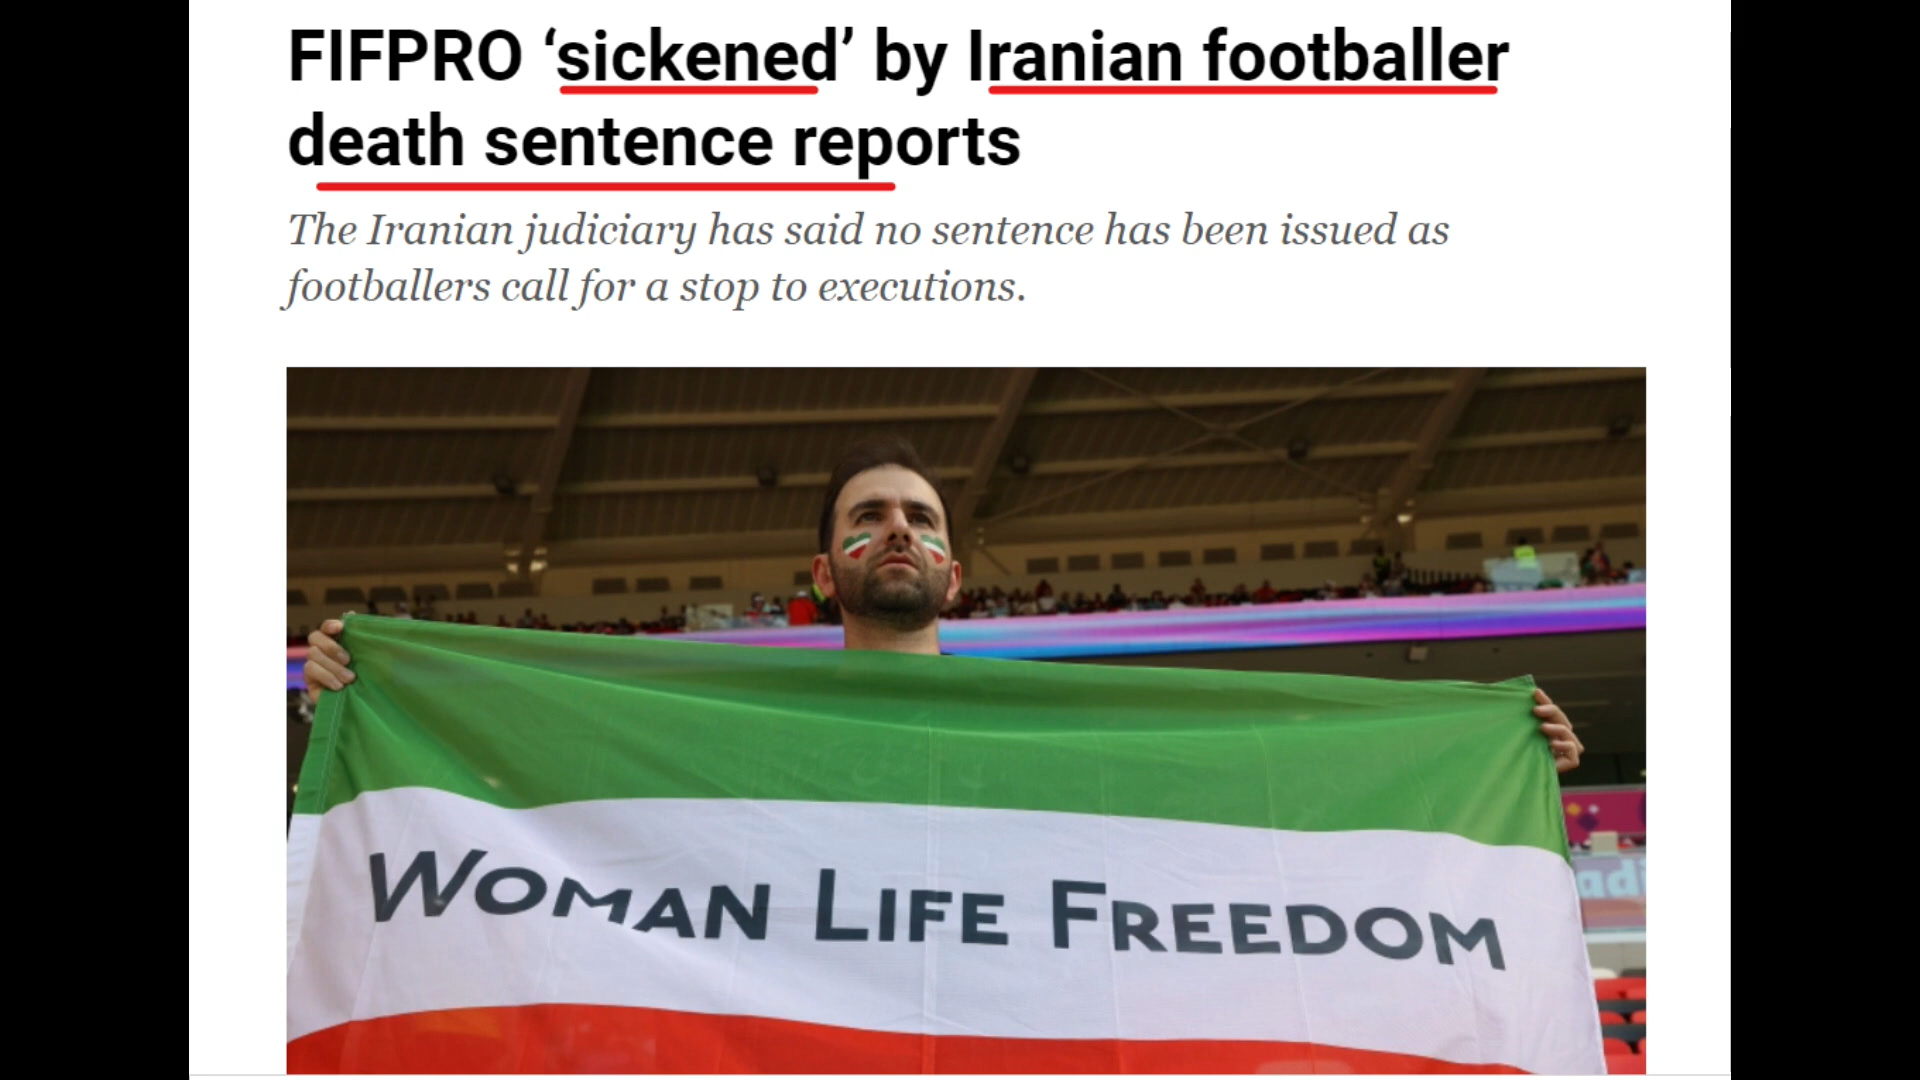 FIFPRO ‘sickened’ by Iranian footballer
death sentence reports
The Iranian judiciary has said no sentence has been issued as
footballers call for a stop to executions.
WOMAN LIFE FREEDOM